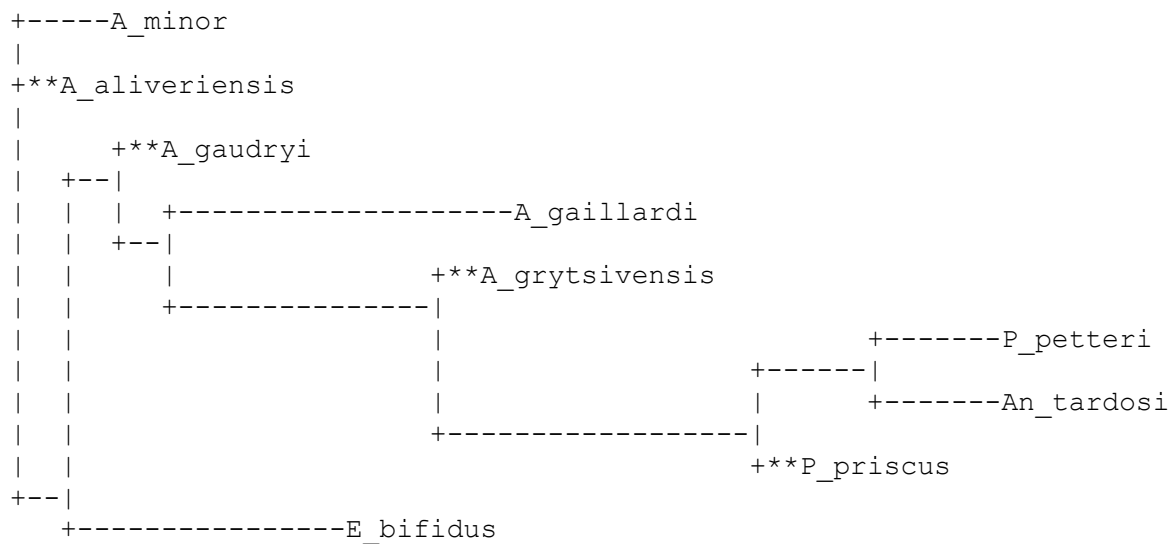 A_minor
A_aliveriensis
A_gaudryi
A_gaillardi
A_grytsivensis
P_petteri
An_tardosi
P_priscus
E_bifidus